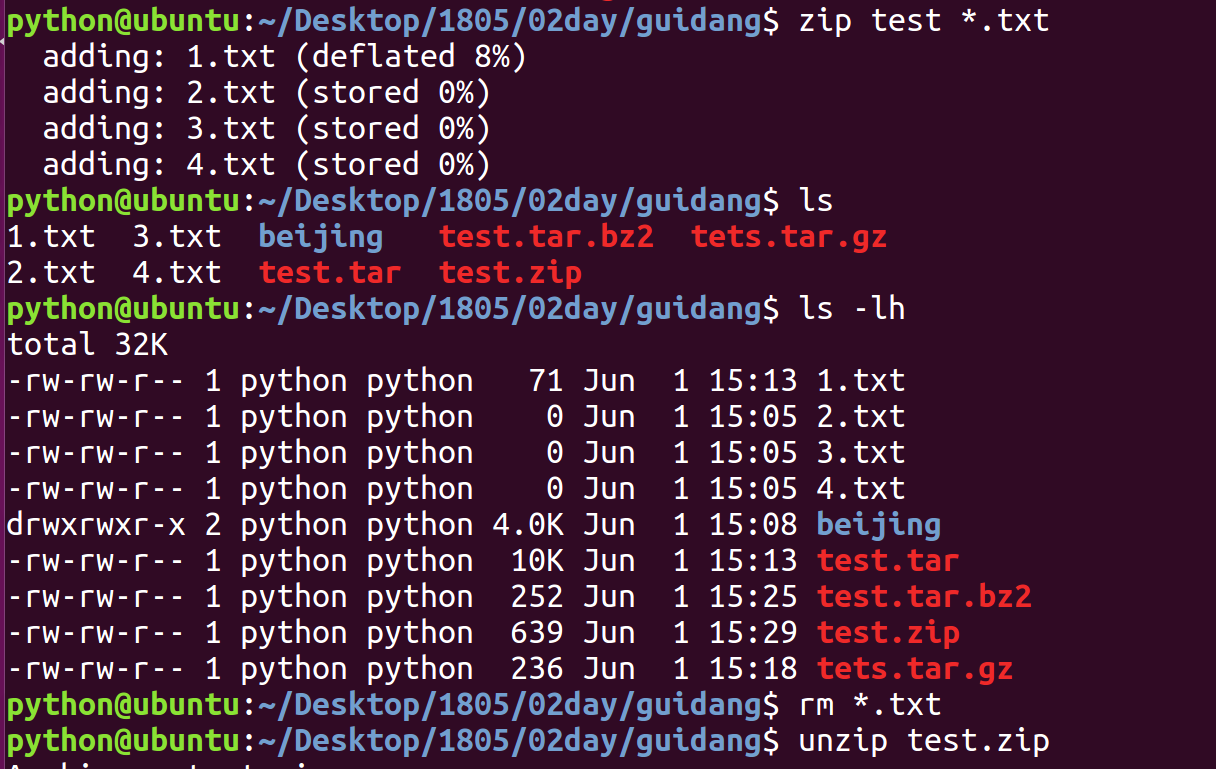 python@ubuntu:~/Desktop/1805/02day/guidang$ zip test *.txt
  adding: 1.txt (deflated 8%)
  adding: 2.txt (stored 0%)
  adding: 3.txt (stored 0%)
  adding: 4.txt (stored 0%)
python@ubuntu:~/Desktop/1805/02day/guidang$ ls
1.txt  3.txt  beijing   test.tar.bz2  tets.tar.gz
2.txt  4.txt  test.tar  test.zip
python@ubuntu:~/Desktop/1805/02day/guidang$ ls -lh
total 32K
-rw-rw-r-- 1 python python   71 Jun  1 15:13 1.txt
-rw-rw-r-- 1 python python    0 Jun  1 15:05 2.txt
-rw-rw-r-- 1 python python    0 Jun  1 15:05 3.txt
-rw-rw-r-- 1 python python    0 Jun  1 15:05 4.txt
drwxrwxr-x 2 python python 4.0K Jun  1 15:08 beijing
-rw-rw-r-- 1 python python  10K Jun  1 15:13 test.tar
-rw-rw-r-- 1 python python  252 Jun  1 15:25 test.tar.bz2
-rw-rw-r-- 1 python python  639 Jun  1 15:29 test.zip
-rw-rw-r-- 1 python python  236 Jun  1 15:18 tets.tar.gz
python@ubuntu:~/Desktop/1805/02day/guidang$ rm *.txt
python@ubuntu:~/Desktop/1805/02day/guidang$ unzip test.zip